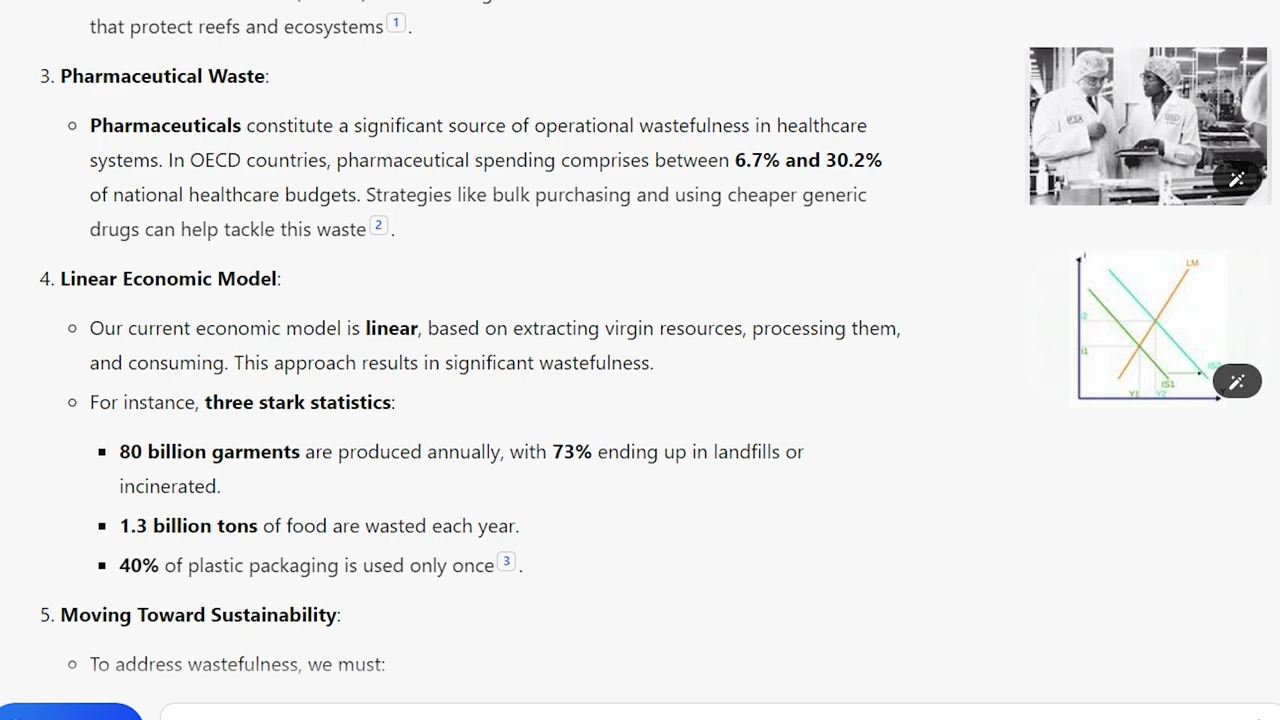 that protect reefs and ecosystems 1 .
3. Pharmaceutical Waste:
Pharmaceuticals constitute a significant source of operational wastefulness in healthcare
systems. In OECD countries, pharmaceutical spending comprises between 6.7% and 30.2%
of national healthcare budgets. Strategies like bulk purchasing and using cheaper generic
drugs can help tackle this waste 2 .
4. Linear Economic Model:
Our current economic model is linear, based on extracting virgin resources, processing them,
and consuming. This approach results in significant wastefulness.
For instance, three stark statistics:
80 billion garments are produced annually, with 73% ending up in landfills or
incinerated.
1.3 billion tons of food are wasted each year.
40% of plastic packaging is used only once 3 .
5. Moving Toward Sustainability:
To address wastefulness, we must:
i
LM
i2
i1
IS1
Y1
Y2